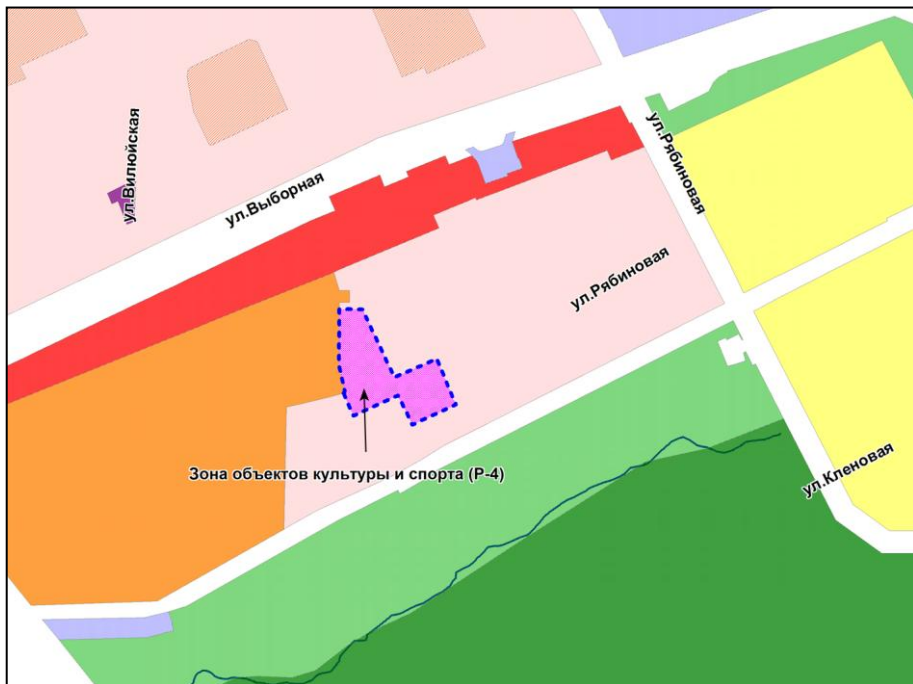 ул.Вилюйская
ул.Выборная
ул.Рябиновая
ул.Рябиновая
ул.Кленовая
Зона объектов культуры и спорта (Р-4)